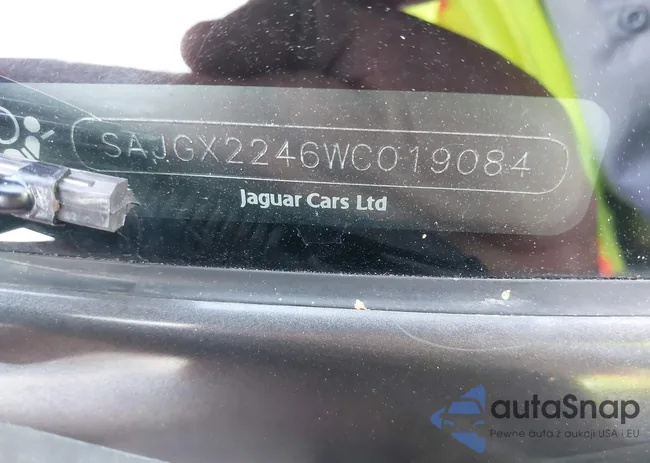 SAJGX2246WC019084
Jaguar Cars Ltd
autaSnap
Pewne auta z aukcji USA i EU